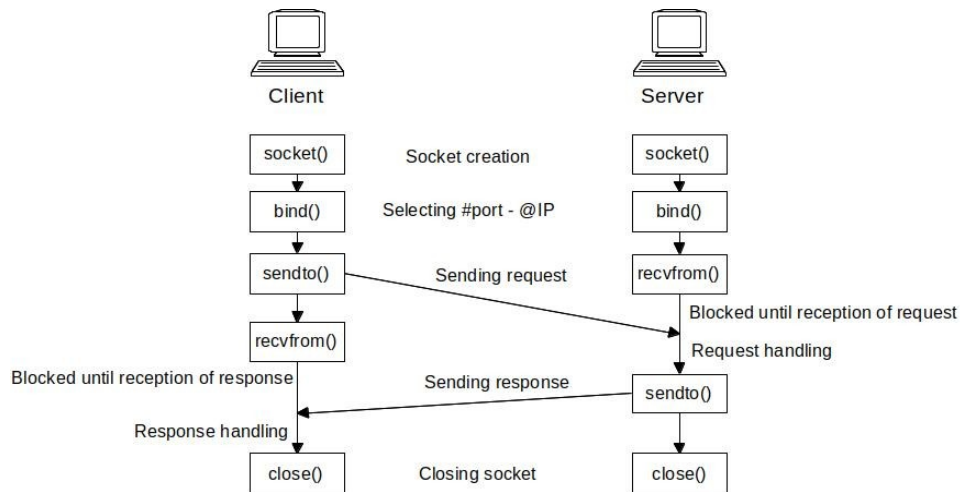 Client
Server
socket()
Socket creation
socket()
bind()
Selecting #port - @IP
bind()
sendto()
Sending request
recvfrom()
Blocked until reception of request
recvfrom()
Request handling
Blocked until reception of response
Sending response
sendto()
Response handling
close()
Closing socket
close()